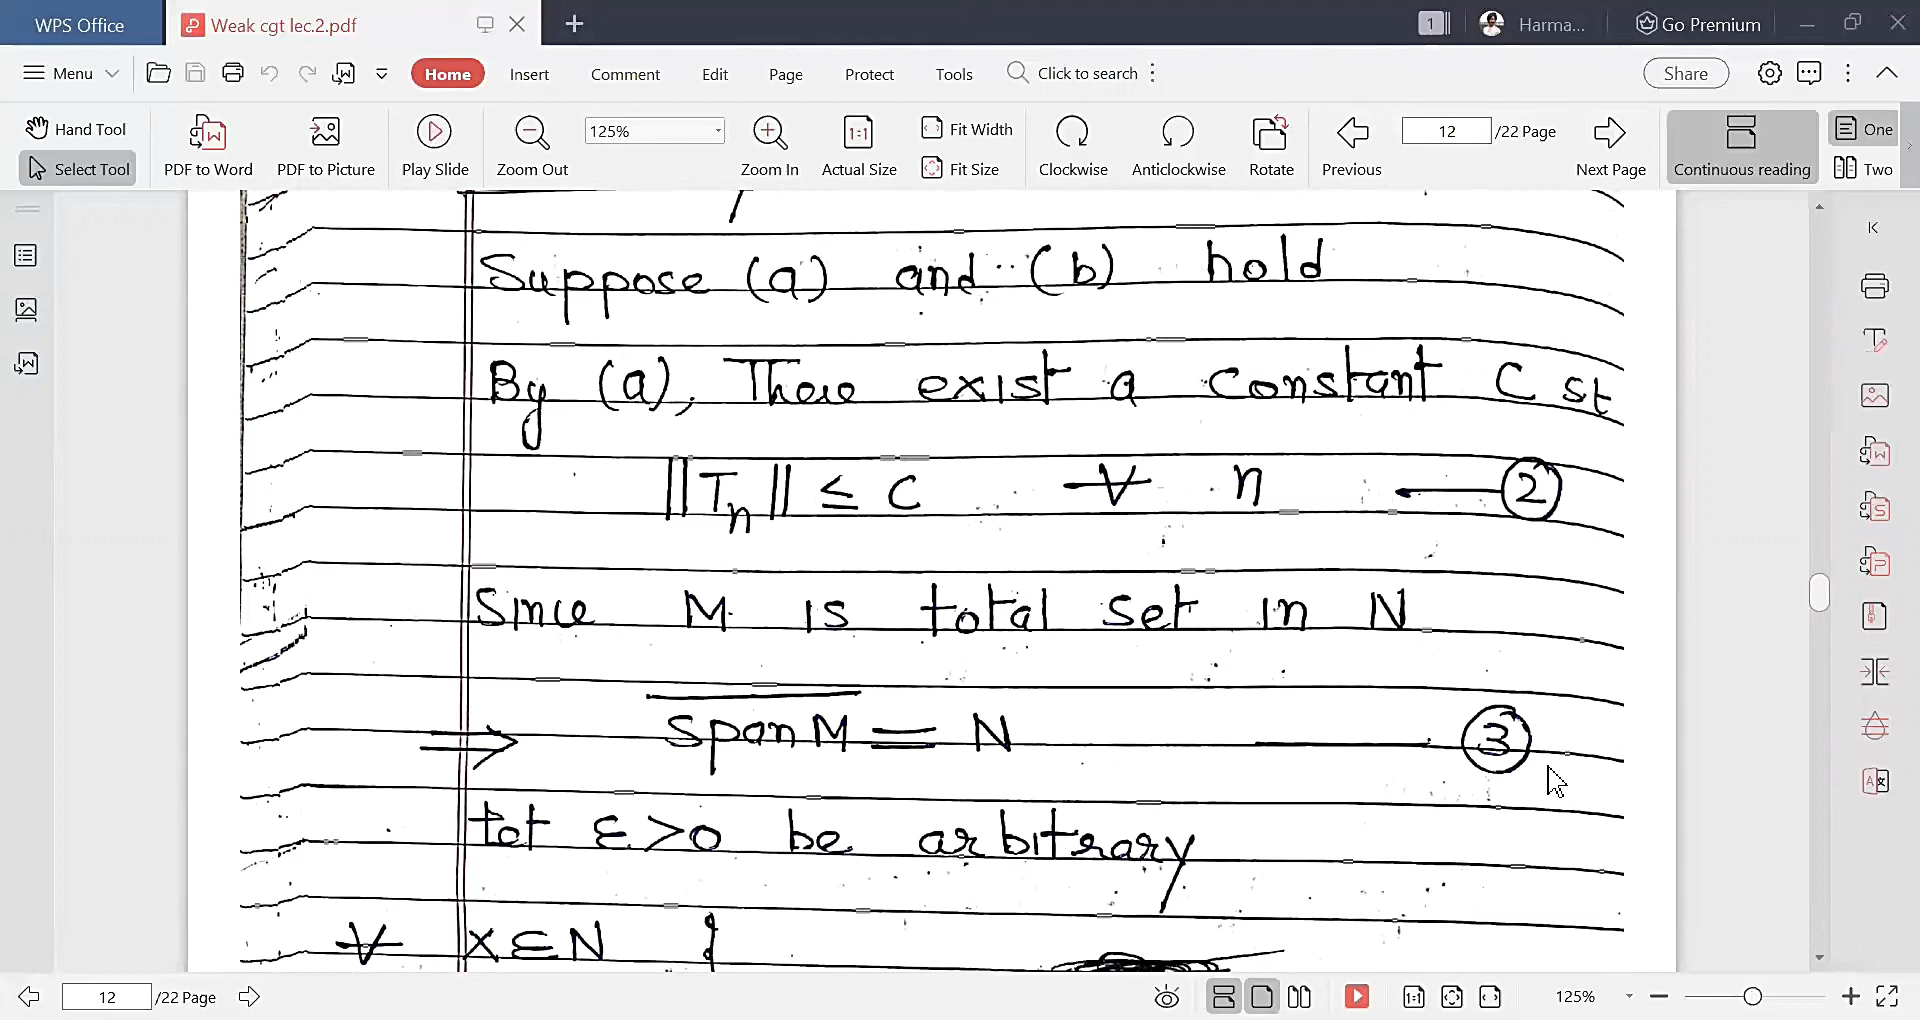 WPS Office
Weak cgt lec.2.pdf
1
Harma...
Go Premium
Menu
Home
Insert
Comment
Edit
Page
Protect
Tools
Click to search
Share
Hand Tool
Select Tool
PDF to Word
PDF to Picture
Play Slide
Zoom Out
125%
Zoom In
1:1
Actual Size
Fit Width
Fit Size
Clockwise
Anticlockwise
Rotate
Previous
12 /22 Page
Next Page
Continuous reading
One
Two
Suppose (a) and (b) hold
By (a), There exist a constant C st
||Tn|| ≤ C ∀ n ← ②
Since M is total set in N
⇒ \overline{span M} = N — ③
Let ε>0 be arbitrary
∀ x∈N ∃
12 /22 Page
125%